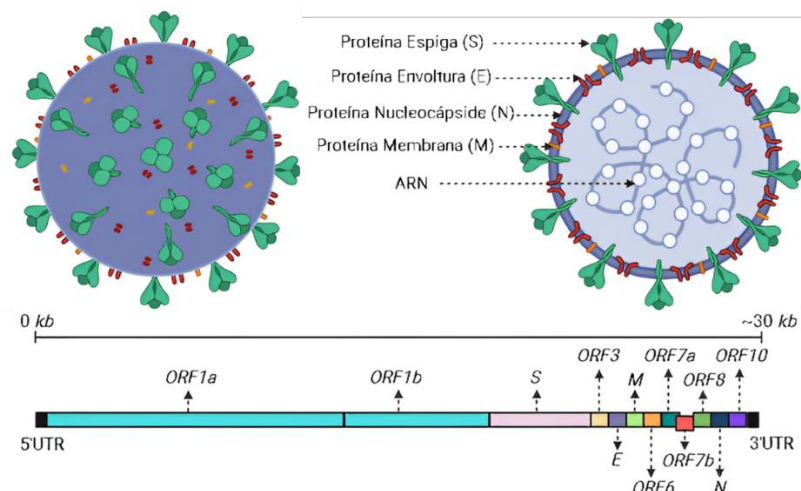 Proteína Espiga (S)
Proteína Envoltura (E)
Proteína Nucleocápside (N)
Proteína Membrana (M)
ARN
0 kb
~30 kb
ORF1a
ORF1b
S
ORF3
M
ORF7a
ORF8
ORF10
5'UTR
3'UTR
E
ORF6
ORF7b
N